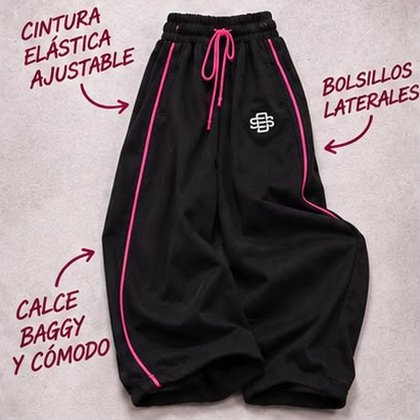 CINTURA
ELÁSTICA
AJUSTABLE
BOLSILLOS
LATERALES
CALCE
BAGGY
Y CÓMODO